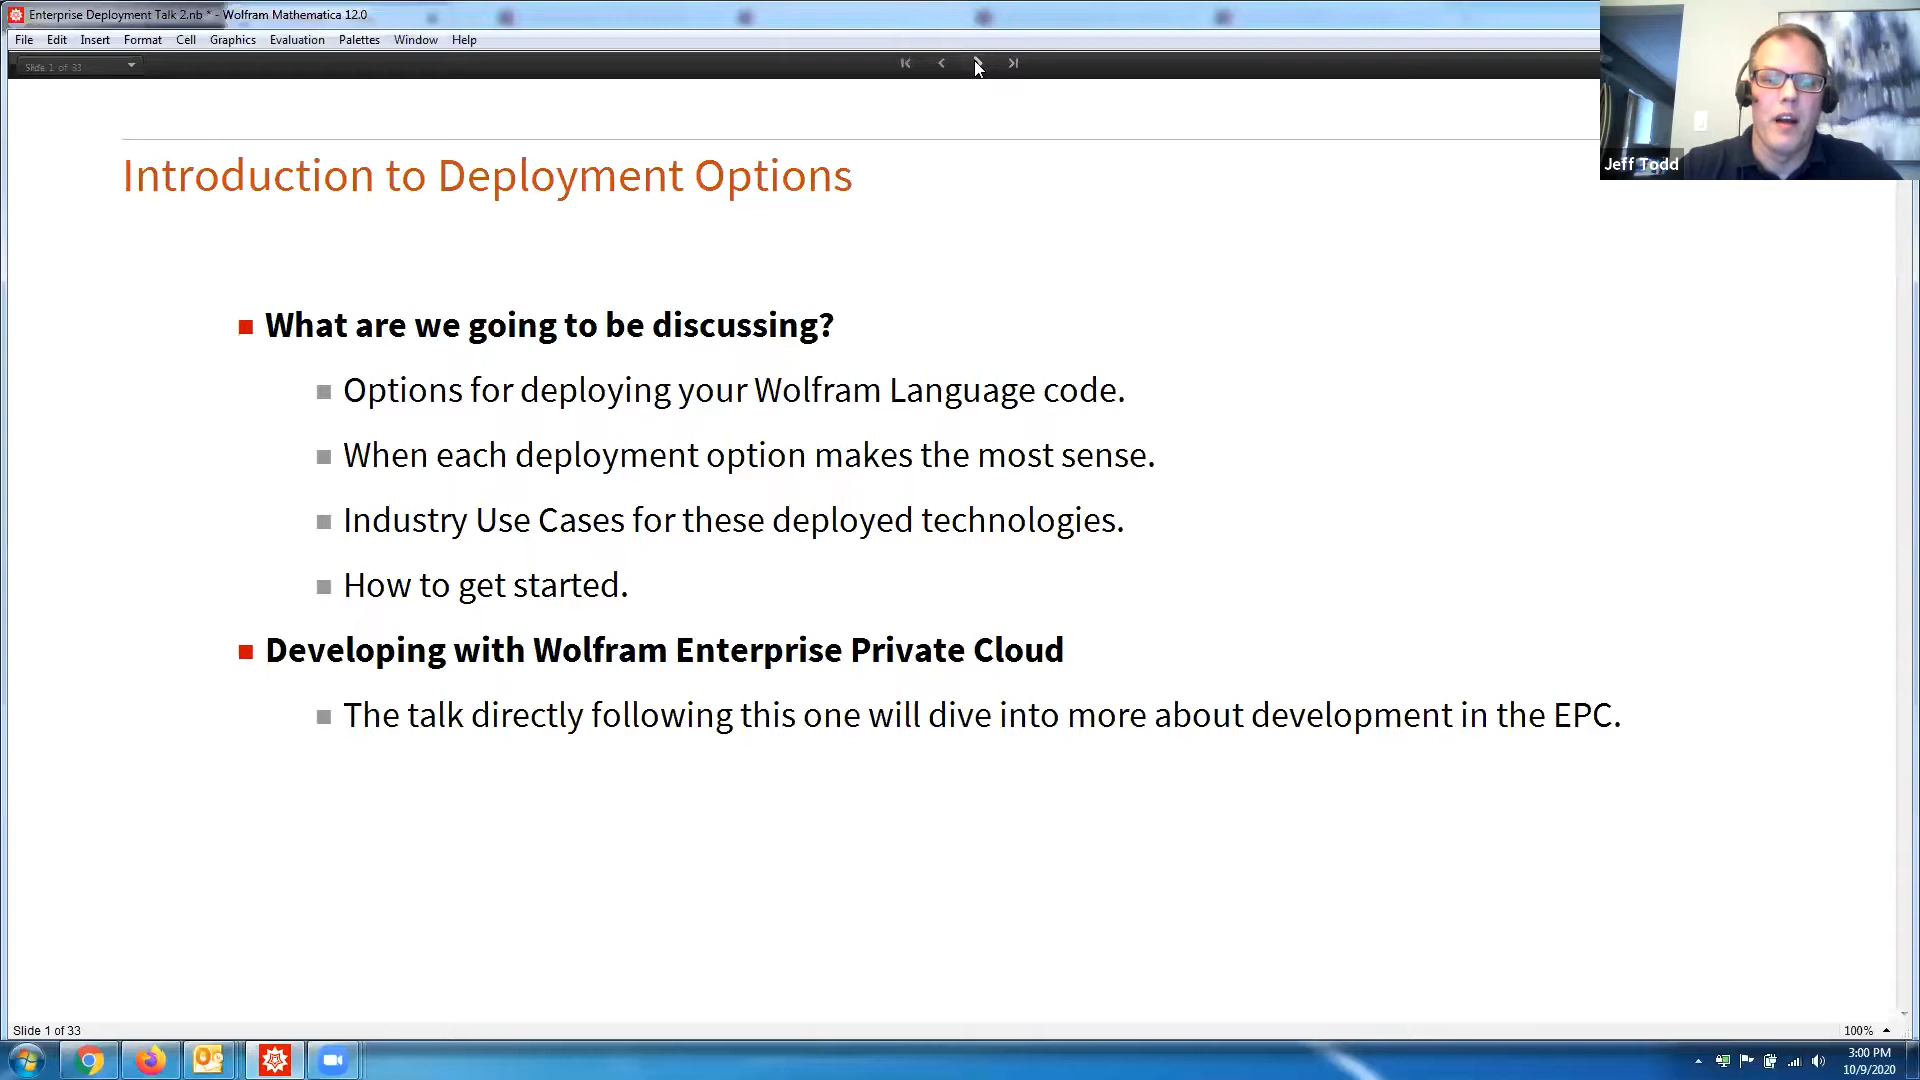 Enterprise Deployment Talk 2.nb * - Wolfram Mathematica 12.0
File Edit Insert Format Cell Graphics Evaluation Palettes Window Help
Slide 1 of 33
Jeff Todd
Introduction to Deployment Options
What are we going to be discussing?
Options for deploying your Wolfram Language code.
When each deployment option makes the most sense.
Industry Use Cases for these deployed technologies.
How to get started.
Developing with Wolfram Enterprise Private Cloud
The talk directly following this one will dive into more about development in the EPC.
Slide 1 of 33
100%
3:00 PM
10/9/2020